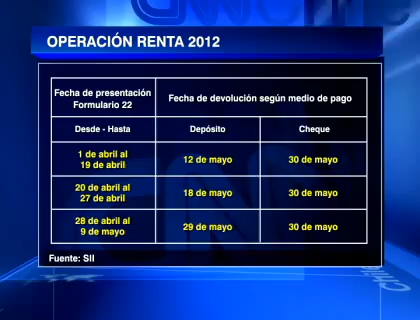 OPERACIÓN RENTA 2012
Fecha de presentación
Formulario 22
Fecha de devolución según medio de pago
Desde - Hasta
Depósito
Cheque
1 de abril al
19 de abril
12 de mayo
30 de mayo
20 de abril al
27 de abril
18 de mayo
30 de mayo
28 de abril al
9 de mayo
29 de mayo
30 de mayo
Fuente: SII